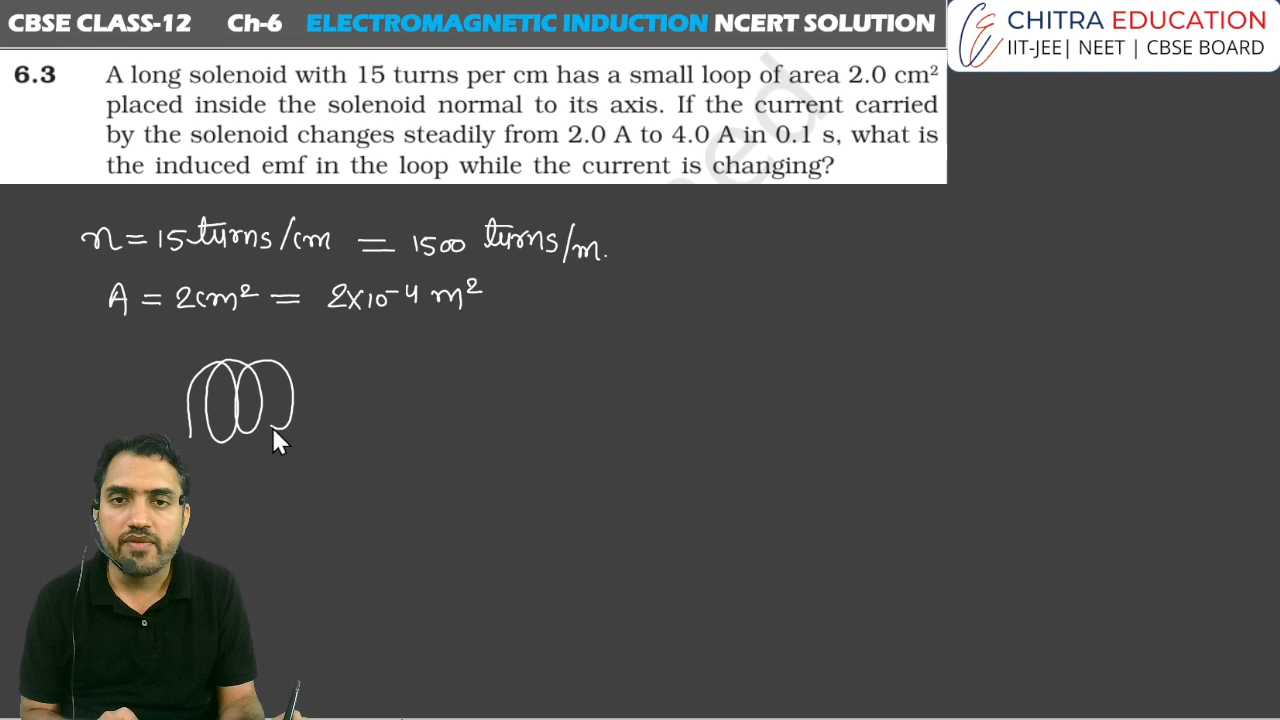 CBSE CLASS-12 Ch-6 ELECTROMAGNETIC INDUCTION NCERT SOLUTION
CHITRA EDUCATION
IIT-JEE| NEET | CBSE BOARD
6.3 A long solenoid with 15 turns per cm has a small loop of area 2.0 cm²
placed inside the solenoid normal to its axis. If the current carried
by the solenoid changes steadily from 2.0 A to 4.0 A in 0.1 s, what is
the induced emf in the loop while the current is changing?
n = 15 turns/cm = 1500 turns/m.
A = 2cm² = 2×10⁻⁴ m²